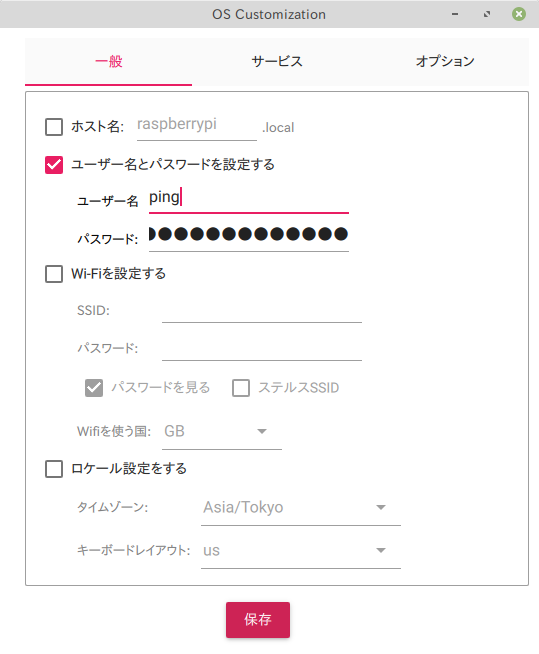 OS Customization
一般 サービス オプション
ホスト名: raspberrypi .local
ユーザー名とパスワードを設定する
ユーザー名 ping
パスワード: ●●●●●●●●●●●●●
Wi-Fiを設定する
SSID:
パスワード:
パスワードを見る ステルスSSID
Wifiを使う国: GB
ロケール設定をする
タイムゾーン: Asia/Tokyo
キーボードレイアウト: us
保存